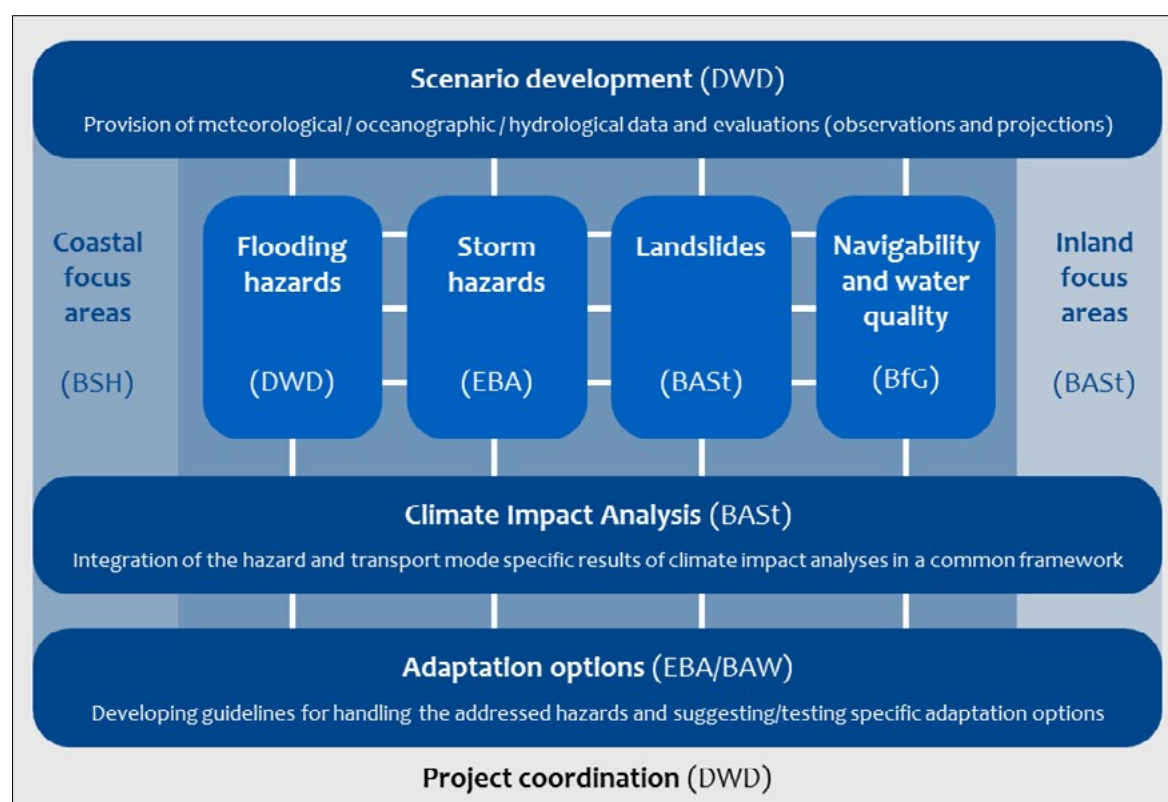 Scenario development (DWD)
Provision of meteorological / oceanographic / hydrological data and evaluations (observations and projections)
Coastal
focus
areas
(BSH)
Flooding
hazards
(DWD)
Storm
hazards
(EBA)
Landslides
(BASt)
Navigability
and water
quality
(BfG)
Inland
focus
areas
(BASt)
Climate Impact Analysis (BASt)
Integration of the hazard and transport mode specific results of climate impact analyses in a common framework
Adaptation options (EBA/BAW)
Developing guidelines for handling the addressed hazards and suggesting/testing specific adaptation options
Project coordination (DWD)